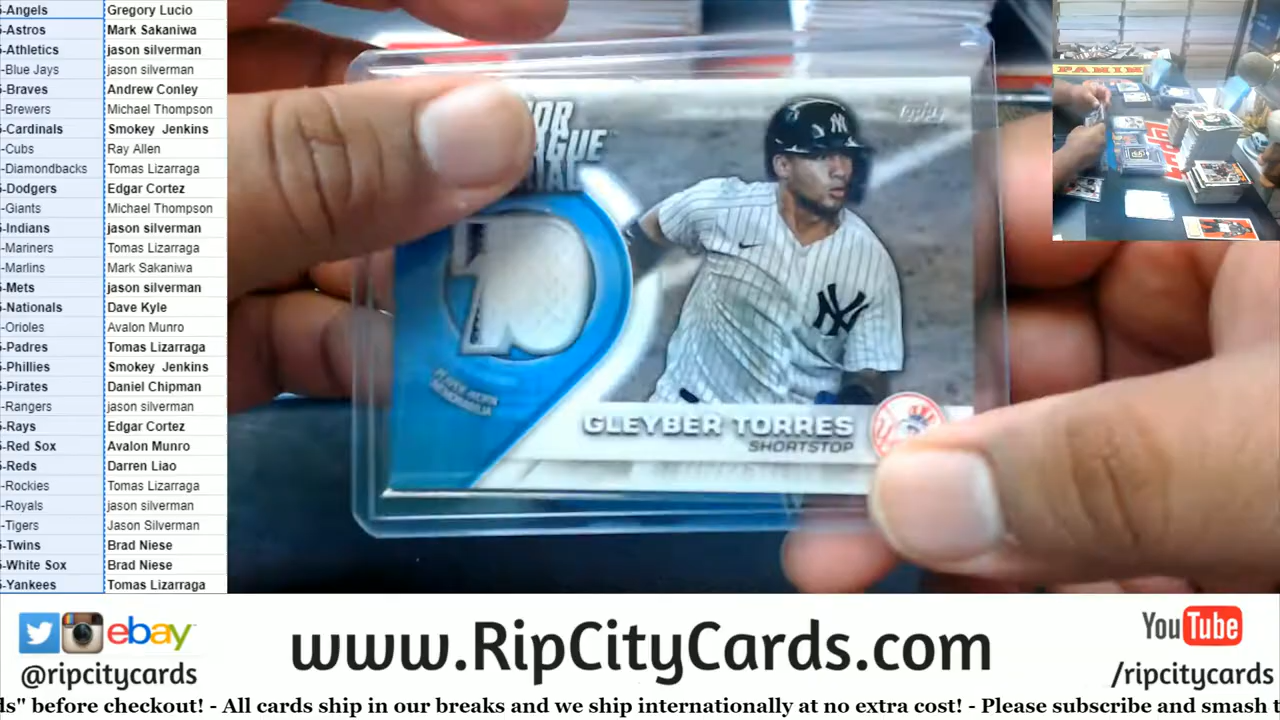 -Angels Gregory Lucio
-Astros Mark Sakaniwa
-Athletics jason silverman
-Blue Jays jason silverman
-Braves Andrew Conley
-Brewers Michael Thompson
-Cardinals Smokey Jenkins
-Cubs Ray Allen
-Diamondbacks Tomas Lizarraga
-Dodgers Edgar Cortez
-Giants Michael Thompson
-Indians jason silverman
-Mariners Tomas Lizarraga
-Marlins Mark Sakaniwa
-Mets jason silverman
-Nationals Dave Kyle
-Orioles Avalon Munro
-Padres Tomas Lizarraga
-Phillies Smokey Jenkins
-Pirates Daniel Chipman
-Rangers jason silverman
-Rays Edgar Cortez
-Red Sox Avalon Munro
-Reds Darren Liao
-Rockies Tomas Lizarraga
-Royals jason silverman
-Tigers Jason Silverman
-Twins Brad Niese
-White Sox Brad Niese
-Yankees Tomas Lizarraga
topps
NY
NY
GLEYBER TORRES
SHORTSTOP
PANINI
ebay
@ripcitycards
www.RipCityCards.com
YouTube
/ripcitycards
ds" before checkout! - All cards ship in our breaks and we ship internationally at no extra cost! - Please subscribe and smash t